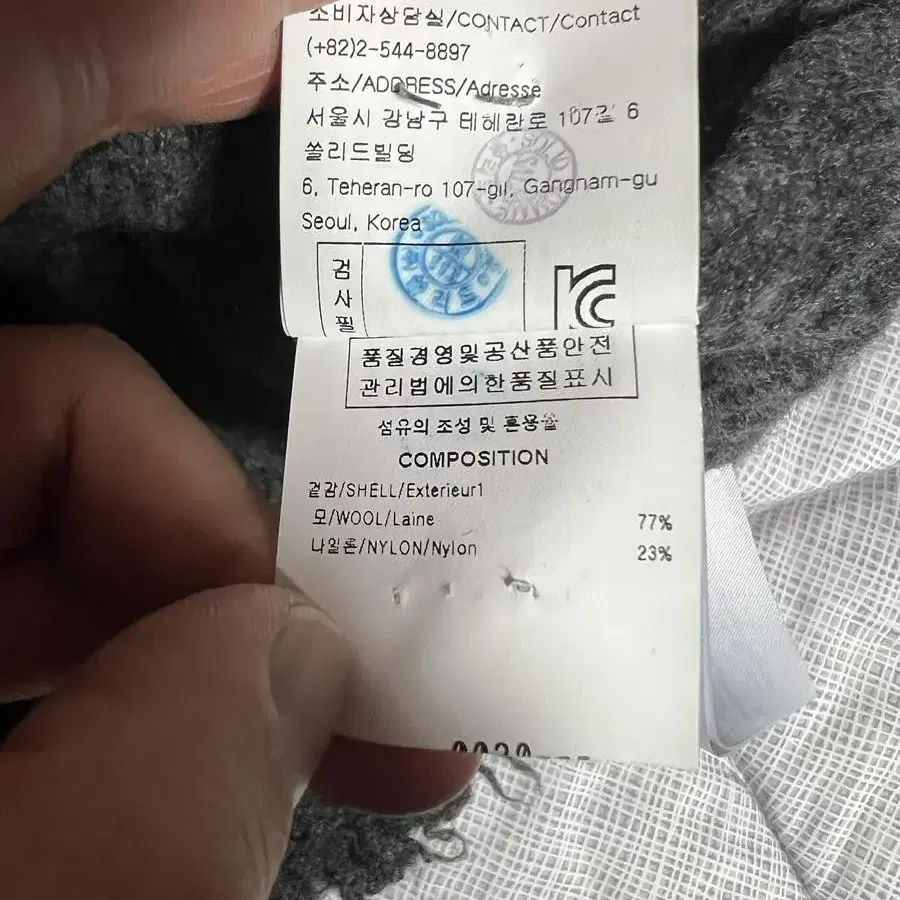 소비자상담실/CONTACT/Contact
(+82)2-544-8897
주소/ADDRESS/Adresse
서울시 강남구 테헤란로 107길 6
쏠리드빌딩
6, Teheran-ro 107-gil, Gangnam-gu
Seoul, Korea
검
사
필
품질경영및공산품안전
관리법에의한품질표시
섬유의 조성 및 혼용율
COMPOSITION
겉감/SHELL/Exterieur1
모/WOOL/Laine 77%
나일론/NYLON/Nylon 23%